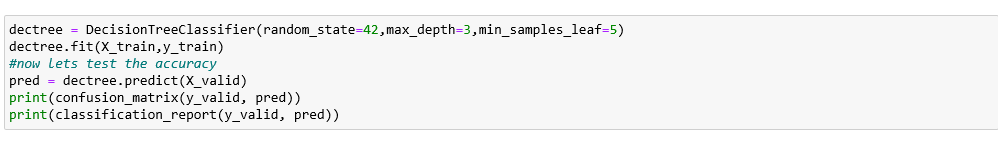 dectree = DecisionTreeClassifier(random_state=42,max_depth=3,min_samples_leaf=5)
dectree.fit(X_train,y_train)
#now lets test the accuracy
pred = dectree.predict(X_valid)
print(confusion_matrix(y_valid, pred))
print(classification_report(y_valid, pred))